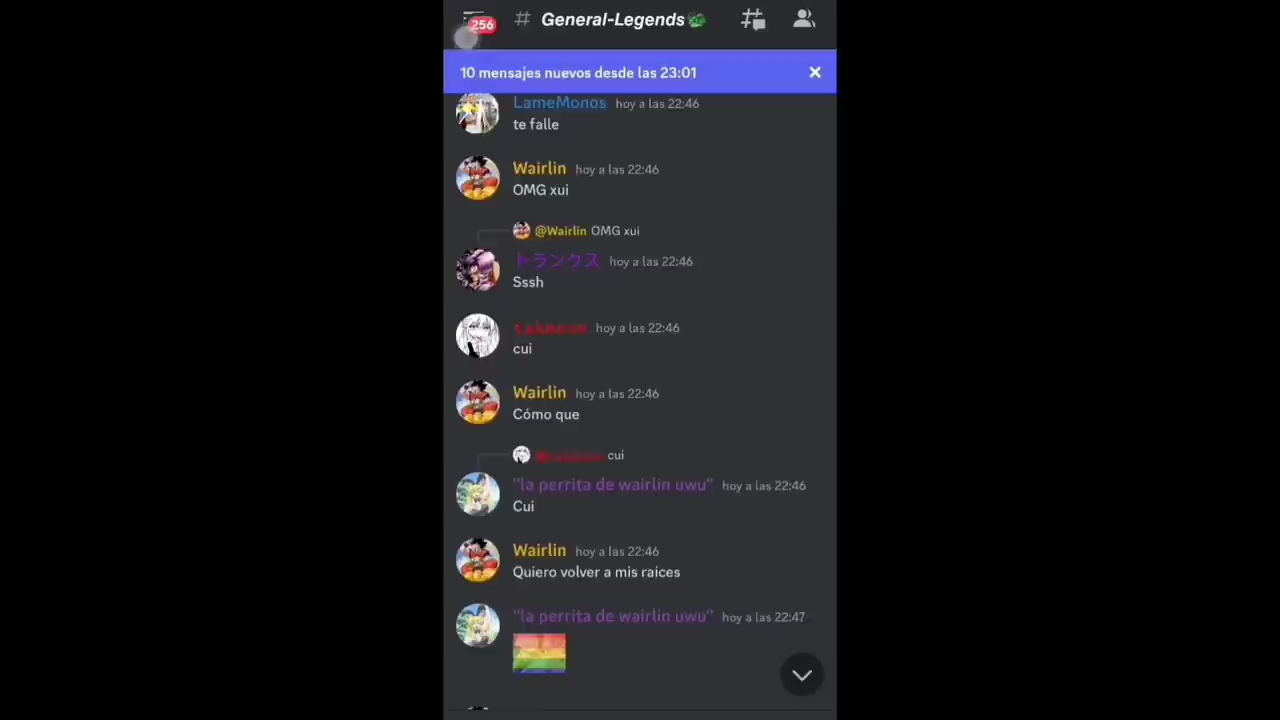 256
# General-Legends🐲
10 mensajes nuevos desde las 23:01
LameMonos hoy a las 22:46
te falle
Wairlin hoy a las 22:46
OMG xui
@Wairlin OMG xui
トランクス hoy a las 22:46
Sssh
hoy a las 22:46
cui
Wairlin hoy a las 22:46
Cómo que
cui
"la perrita de wairlin uwu" hoy a las 22:46
Cui
Wairlin hoy a las 22:46
Quiero volver a mis raices
"la perrita de wairlin uwu" hoy a las 22:47